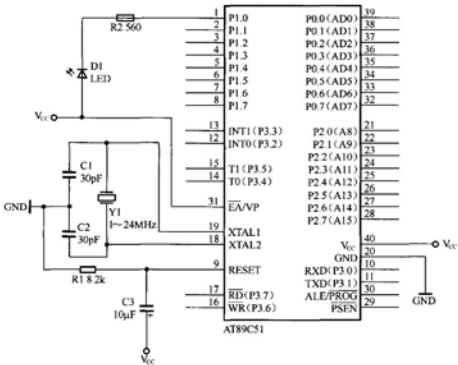 1 P1.0 P0.0(AD0) 39
R2 560
2 P1.1 P0.1(AD1) 38
3 P1.2 P0.2(AD2) 37
4 P1.3 P0.3(AD3) 36
5 P1.4 P0.4(AD4) 35
6 P1.5 P0.5(AD5) 34
7 P1.6 P0.6(AD6) 33
8 P1.7 P0.7(AD7) 32
D1
LED
VCC
13 INT1(P3.3) P2.0(A8) 21
12 INT0(P3.2) P2.1(A9) 22
P2.2(A10) 23
15 T1(P3.5) P2.3(A11) 24
14 T0(P3.4) P2.4(A12) 25
P2.5(A13) 26
31 EA/VP P2.6(A14) 27
P2.7(A15) 28
C1
30pF
GND
Y1
1~24MHz
C2
30pF
19 XTAL1
18 XTAL2 VCC 40 VCC
GND 20
9 RESET RXD(P3.0) 10
R1 8.2k
TXD(P3.1) 11
17 RD(P3.7) ALE/PROG 30
16 WR(P3.6) PSEN 29
GND
C3
10μF
+
AT89C51
VCC